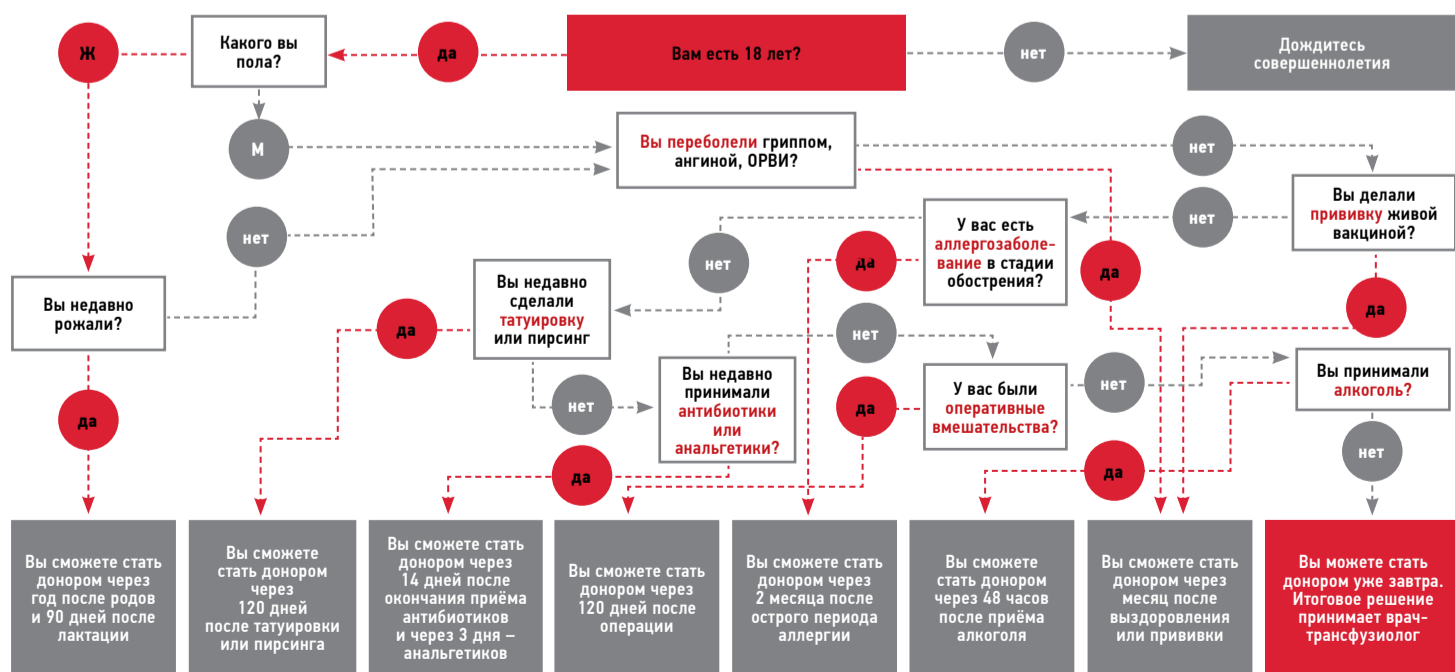 Ж
Какого вы
пола?
да
Вам есть 18 лет?
нет
Дождитесь
совершеннолетия
М
Вы переболели гриппом,
ангиной, ОРВИ?
нет
Вы делали
прививку живой
вакциной?
нет
У вас есть
аллергозаболе-
вание в стадии
обострения?
да
нет
да
да
нет
Вы недавно
рожали?
да
Вы недавно
сделали
татуировку
или пирсинг
да
нет
Вы недавно
принимали
антибиотики
или
анальгетики?
нет
да
У вас были
оперативные
вмешательства?
да
нет
Вы принимали
алкоголь?
да
нет
Вы сможете стать
донором через
год после родов
и 90 дней после
лактации
Вы сможете
стать донором
через
120 дней
после татуировки
или пирсинга
Вы сможете стать
донором через
14 дней после
окончания приёма
антибиотиков
и через 3 дня –
анальгетиков
Вы сможете стать
донором через
120 дней после
операции
Вы сможете стать
донором через
2 месяца после
острого периода
аллергии
Вы сможете
стать донором
через 48 часов
после приёма
алкоголя
Вы сможете стать
донором через
месяц после
выздоровления
или прививки
Вы можете стать
донором уже завтра.
Итоговое решение
принимает врач-
трансфузиолог